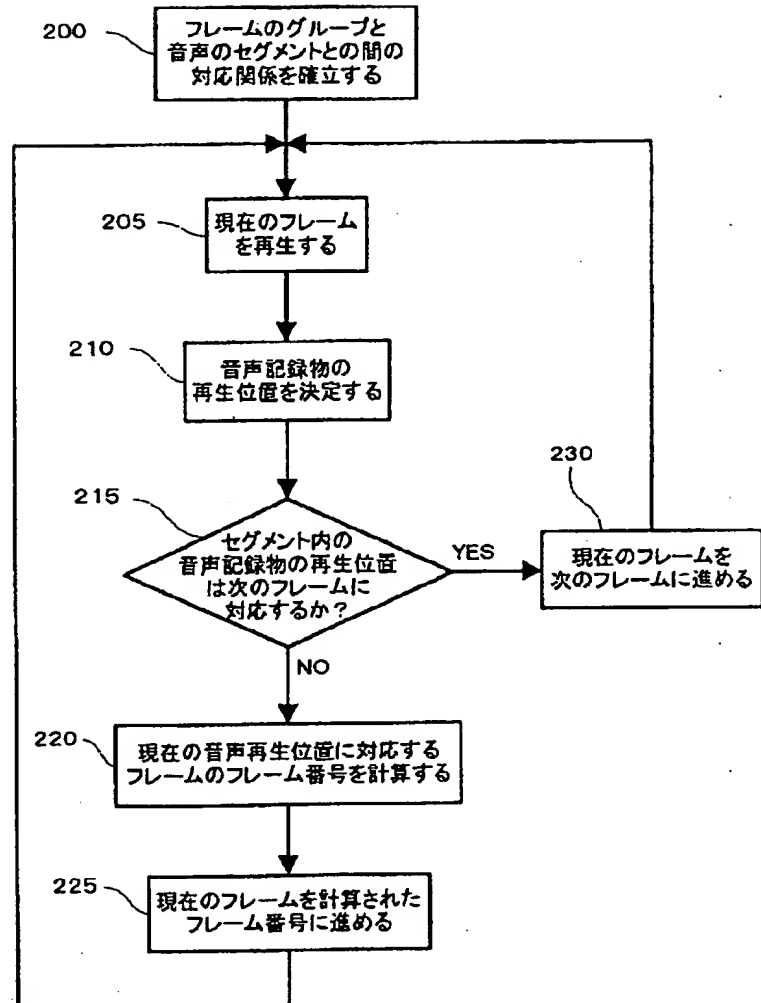 200
フレームのグループと
音声のセグメントとの間の
対応関係を確立する
205
現在のフレーム
を再生する
210
音声記録物の
再生位置を決定する
215
セグメント内の
音声記録物の再生位置
は次のフレームに
対応するか？
YES
230
現在のフレームを
次のフレームに進める
NO
220
現在の音声再生位置に対応する
フレームのフレーム番号を計算する
225
現在のフレームを計算された
フレーム番号に進める